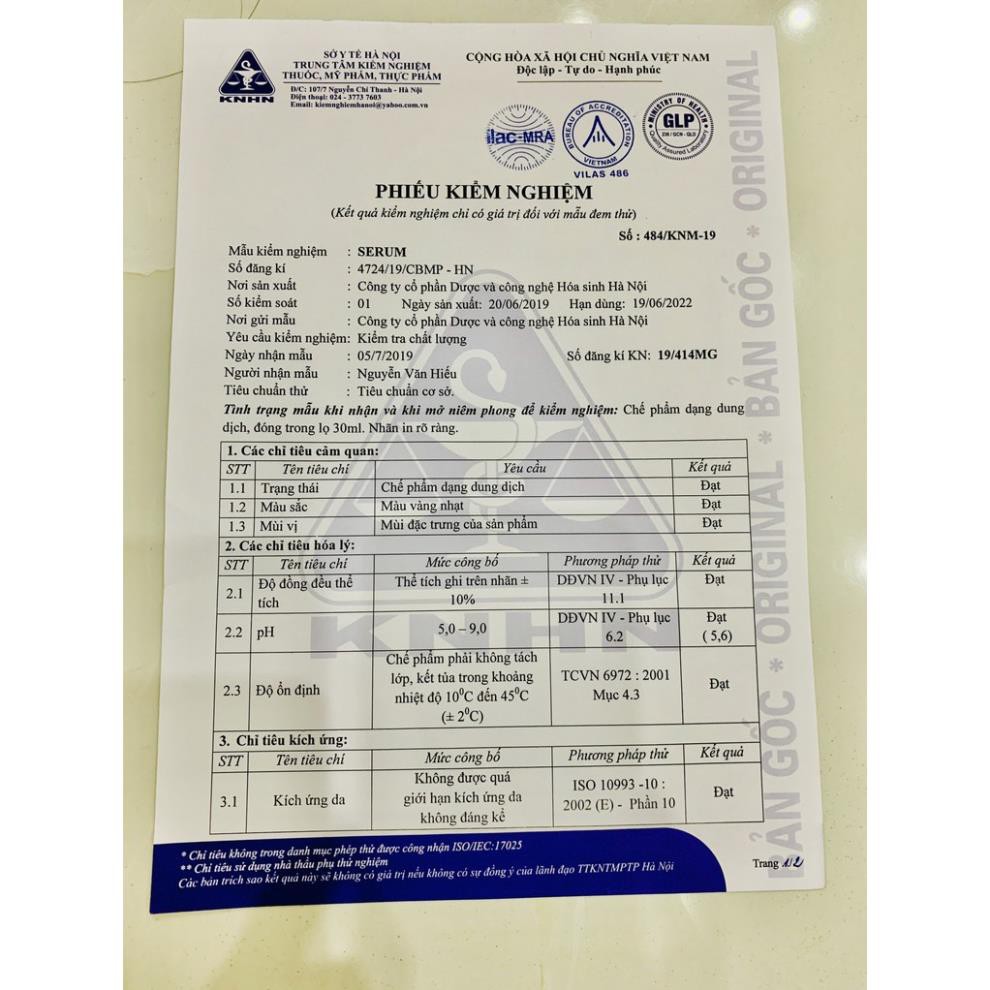 SỞ Y TẾ HÀ NỘI
TRUNG TÂM KIỂM NGHIỆM
THUỐC, MỸ PHẨM, THỰC PHẨM
Đ/C: 107/7 Nguyễn Chí Thanh - Hà Nội
Điện thoại: 024 - 3773 7603
Email: kiemnghiemhanoi@yahoo.com.vn
KNHN
CỘNG HÒA XÃ HỘI CHỦ NGHĨA VIỆT NAM
Độc lập - Tự do - Hạnh phúc
ilac-MRA
BUREAU OF ACCREDITATION
VIETNAM
VILAS 486
MINISTRY OF HEALTH
GLP
Quality Assured Laboratory
PHIẾU KIỂM NGHIỆM
(Kết quả kiểm nghiệm chỉ có giá trị đối với mẫu đem thử)
Số : 484/KNM-19
Mẫu kiểm nghiệm : SERUM
Số đăng kí : 4724/19/CBMP - HN
Nơi sản xuất : Công ty cổ phần Dược và công nghệ Hóa sinh Hà Nội
Số kiểm soát : 01 Ngày sản xuất: 20/06/2019 Hạn dùng: 19/06/2022
Nơi gửi mẫu : Công ty cổ phần Dược và công nghệ Hóa sinh Hà Nội
Yêu cầu kiểm nghiệm: Kiểm tra chất lượng
Ngày nhận mẫu : 05/7/2019 Số đăng kí KN: 19/414MG
Người nhận mẫu : Nguyễn Văn Hiếu
Tiêu chuẩn thử : Tiêu chuẩn cơ sở.
Tình trạng mẫu khi nhận và khi mở niêm phong để kiểm nghiệm: Chế phẩm dạng dung
dịch, đóng trong lọ 30ml. Nhãn in rõ ràng.
1. Các chỉ tiêu cảm quan:
STT Tên tiêu chí Yêu cầu Kết quả
1.1 Trạng thái Chế phẩm dạng dung dịch Đạt
1.2 Màu sắc Màu vàng nhạt Đạt
1.3 Mùi vị Mùi đặc trưng của sản phẩm Đạt
2. Các chỉ tiêu hóa lý:
STT Tên tiêu chí Mức công bố Phương pháp thử Kết quả
2.1 Độ đồng đều thể tích Thể tích ghi trên nhãn ± 10% DĐVN IV - Phụ lục 11.1 Đạt
2.2 pH 5,0 – 9,0 DĐVN IV - Phụ lục 6.2 Đạt ( 5,6)
2.3 Độ ổn định Chế phẩm phải không tách lớp, kết tủa trong khoảng nhiệt độ 10⁰C đến 45⁰C (± 2⁰C) TCVN 6972 : 2001 Mục 4.3 Đạt
3. Chỉ tiêu kích ứng:
STT Tên tiêu chí Mức công bố Phương pháp thử Kết quả
3.1 Kích ứng da Không được quá giới hạn kích ứng da không đáng kể ISO 10993 -10 : 2002 (E) - Phần 10 Đạt
KNHN
* Chỉ tiêu không trong danh mục phép thử được công nhận ISO/IEC:17025
** Chỉ tiêu sử dụng nhà thầu phụ thử nghiệm
Các bản trích sao kết quả này sẽ không có giá trị nếu không có sự đồng ý của lãnh đạo TTKNTMPTP Hà Nội
Trang 1/2
BẢN GỐC * ORIGINAL * BẢN GỐC * ORIGINAL